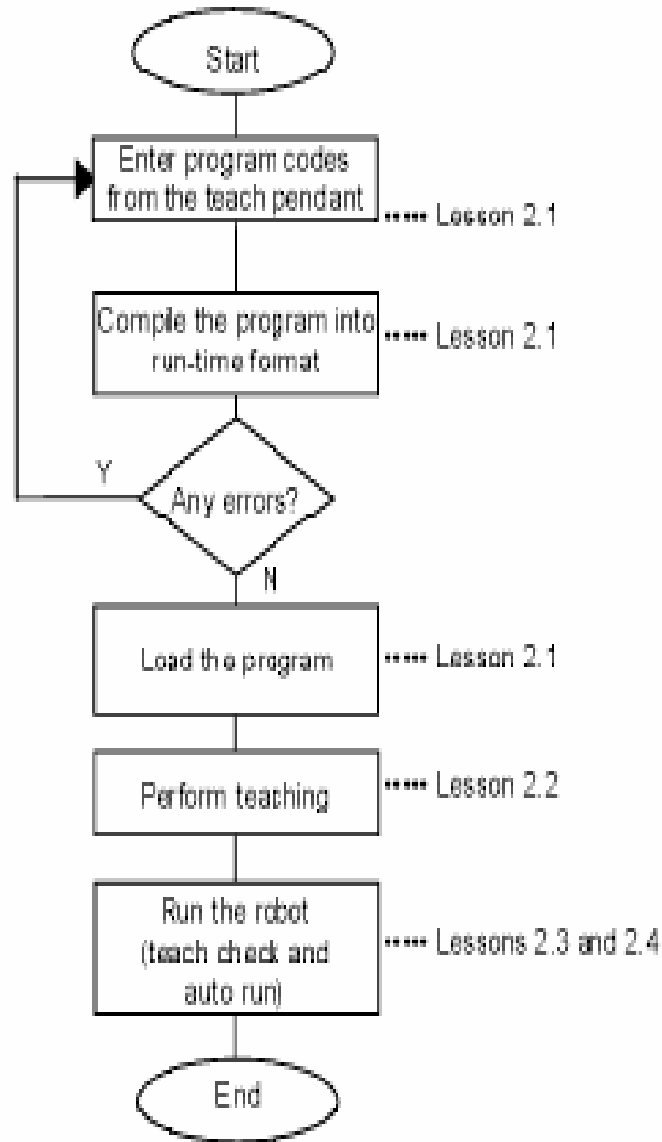 Start
Enter program codes
from the teach pendant
····· Lesson 2.1
Compile the program into
run-time format
····· Lesson 2.1
Y
Any errors?
N
Load the program
····· Lesson 2.1
Perform teaching
····· Lesson 2.2
Run the robot
(teach check and
auto run)
····· Lessons 2.3 and 2.4
End